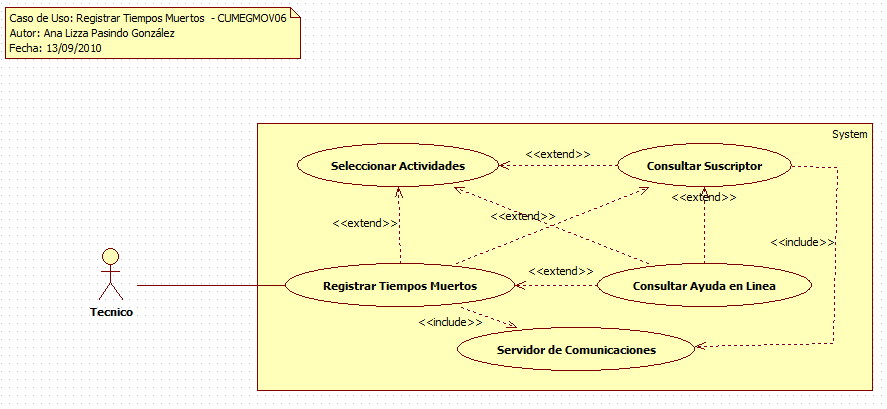 Caso de Uso: Registrar Tiempos Muertos - CUMEGMOV06
Autor: Ana Lizza Pasindo González
Fecha: 13/09/2010
System
Seleccionar Actividades
<<extend>>
Consultar Suscriptor
<<extend>>
<<extend>>
<<extend>>
<<include>>
Registrar Tiempos Muertos
<<extend>>
Consultar Ayuda en Linea
Tecnico
<<include>>
Servidor de Comunicaciones